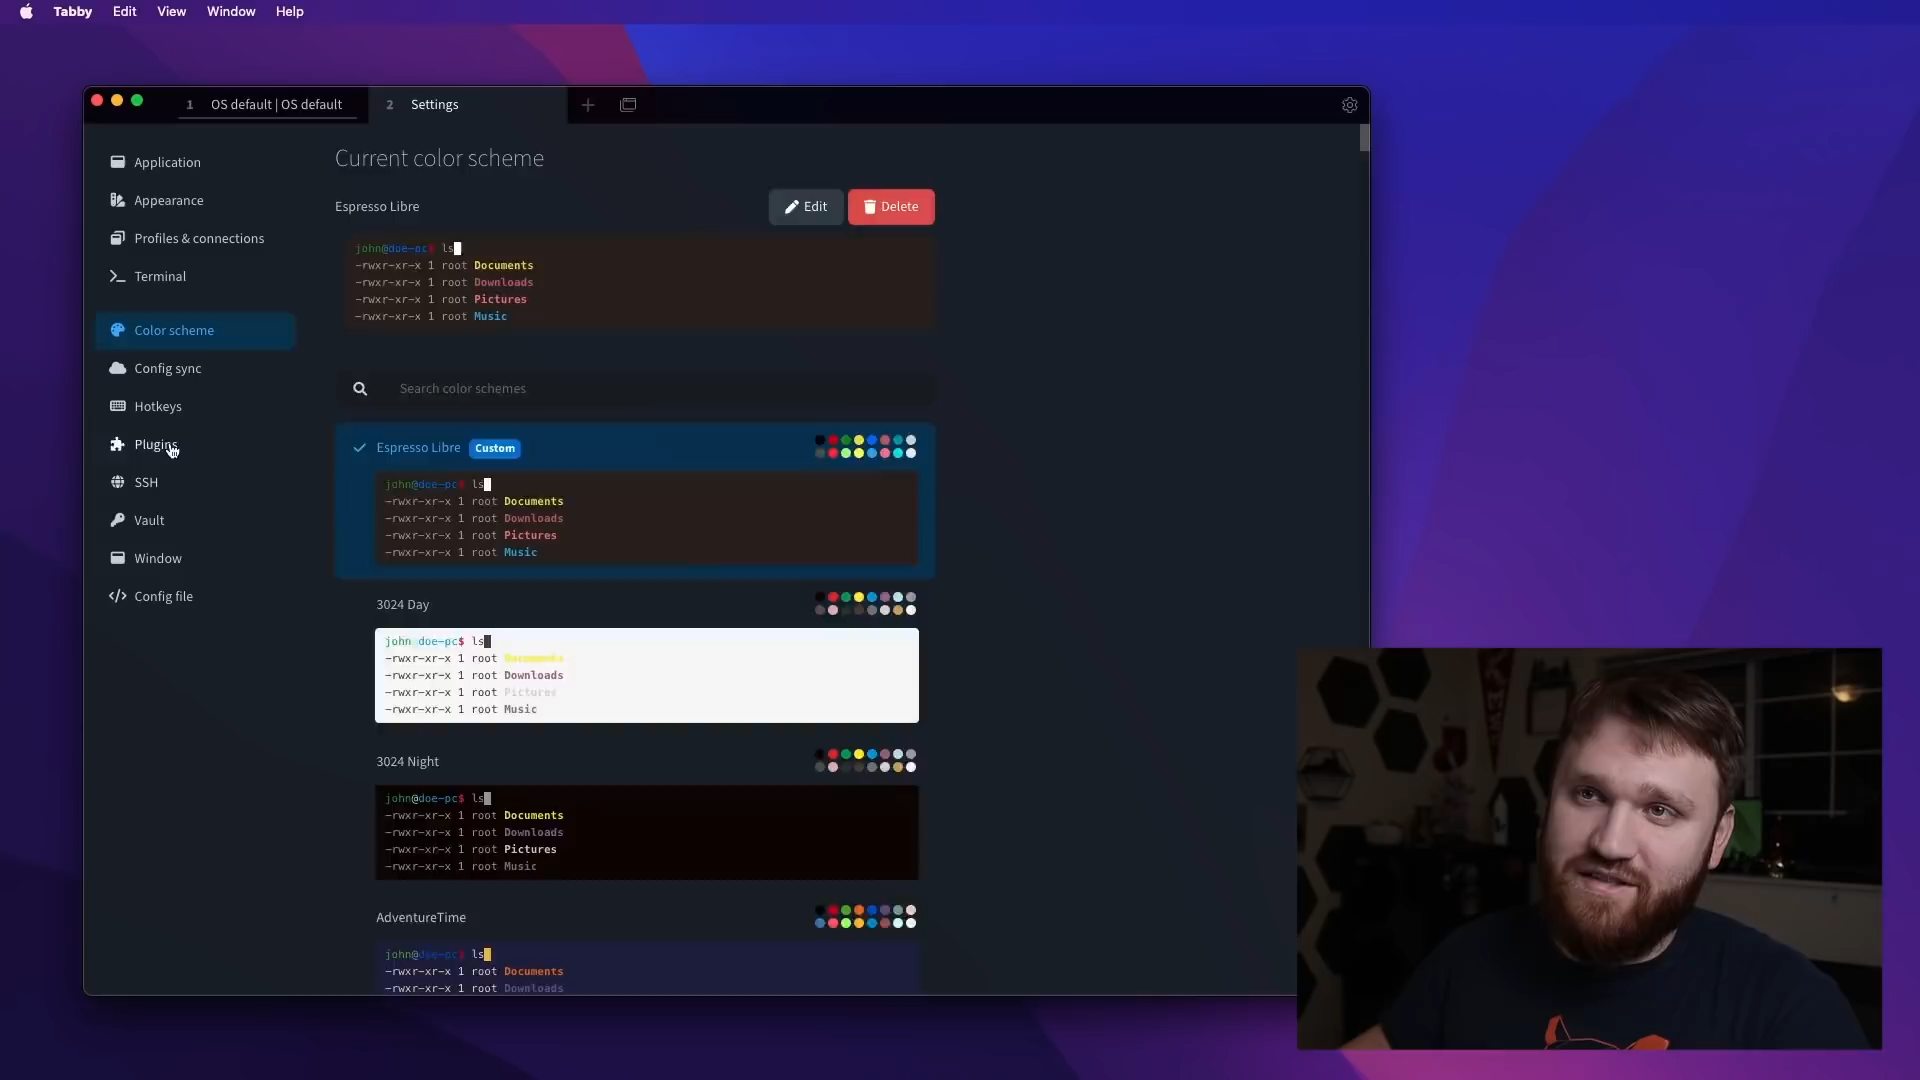 Tabby Edit View Window Help
1 OS default | OS default 2 Settings
Application
Appearance
Profiles & connections
Terminal
Color scheme
Config sync
Hotkeys
Plugins
SSH
Vault
Window
Config file
Current color scheme
Espresso Libre Edit Delete
john@doe-pc$ ls
-rwxr-xr-x 1 root Documents
-rwxr-xr-x 1 root Downloads
-rwxr-xr-x 1 root Pictures
-rwxr-xr-x 1 root Music
Search color schemes
Espresso Libre Custom
john@doe-pc$ ls
-rwxr-xr-x 1 root Documents
-rwxr-xr-x 1 root Downloads
-rwxr-xr-x 1 root Pictures
-rwxr-xr-x 1 root Music
3024 Day
john@doe-pc$ ls
-rwxr-xr-x 1 root Documents
-rwxr-xr-x 1 root Downloads
-rwxr-xr-x 1 root Pictures
-rwxr-xr-x 1 root Music
3024 Night
john@doe-pc$ ls
-rwxr-xr-x 1 root Documents
-rwxr-xr-x 1 root Downloads
-rwxr-xr-x 1 root Pictures
-rwxr-xr-x 1 root Music
AdventureTime
john@doe-pc$ ls
-rwxr-xr-x 1 root Documents
-rwxr-xr-x 1 root Downloads